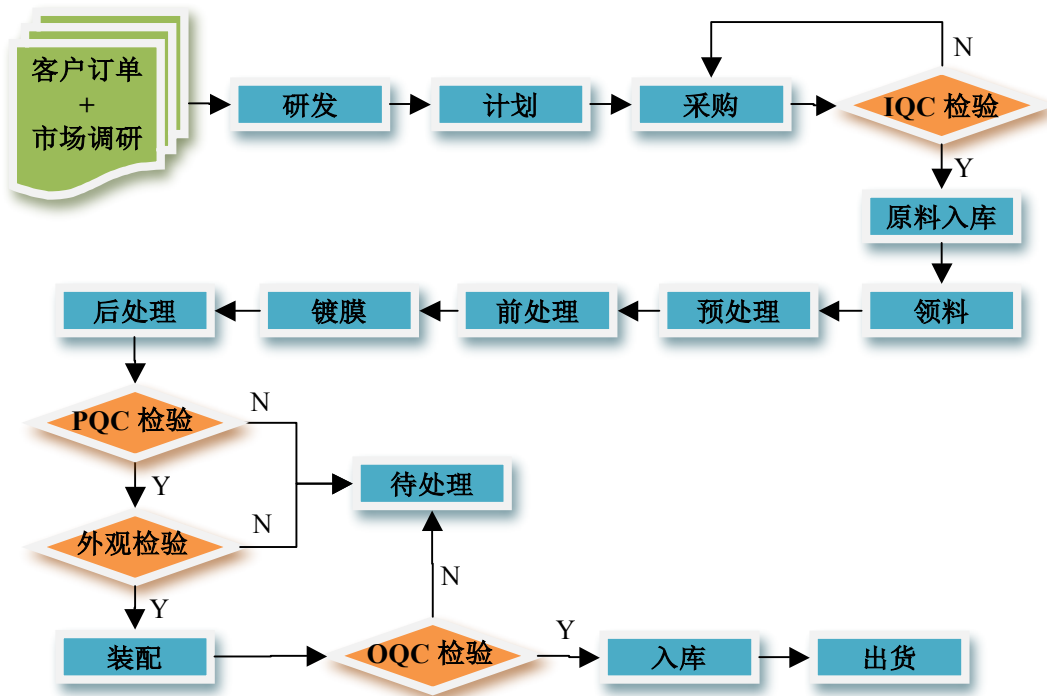 客户订单
+
市场调研
研发
计划
采购
N
IQC 检验
Y
原料入库
领料
预处理
前处理
镀膜
后处理
PQC 检验
N
Y
待处理
外观检验
N
Y
N
装配
OQC 检验
Y
入库
出货